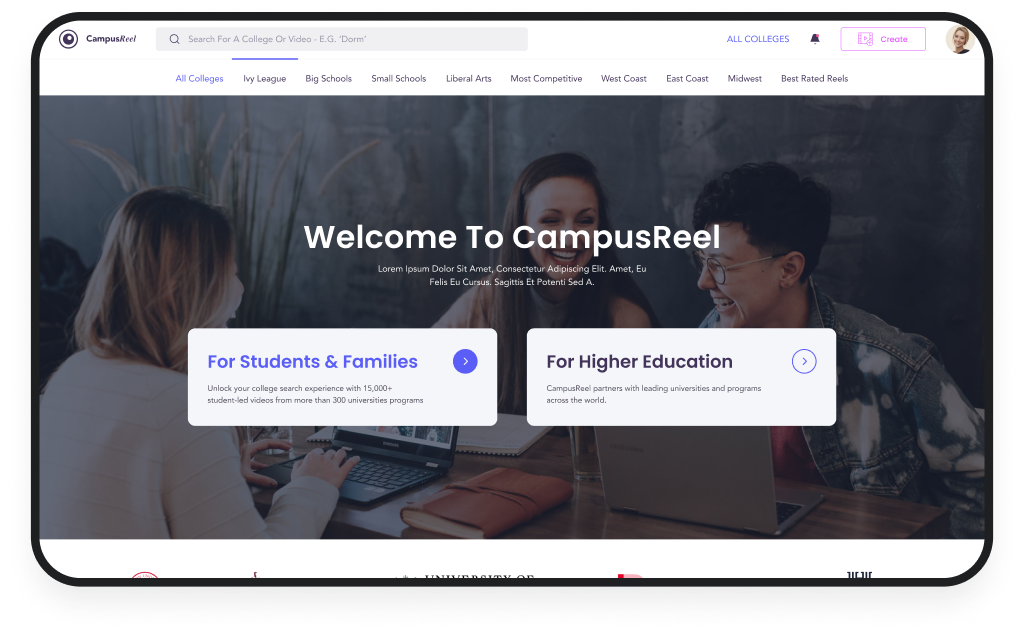 CampusReel
Search For A College Or Video - E.G. ‘Dorm’
ALL COLLEGES
Create
All Colleges Ivy League Big Schools Small Schools Liberal Arts Most Competitive West Coast East Coast Midwest Best Rated Reels
Welcome To CampusReel
Lorem Ipsum Dolor Sit Amet, Consectetur Adipiscing Elit. Amet, Eu
Felis Eu Cursus. Sagittis Et Potenti Sed A.
For Students & Families
Unlock your college search experience with 15,000+
student-led videos from more than 300 universities programs
For Higher Education
CampusReel partners with leading universities and programs
across the world.
UNIVERSITY OF